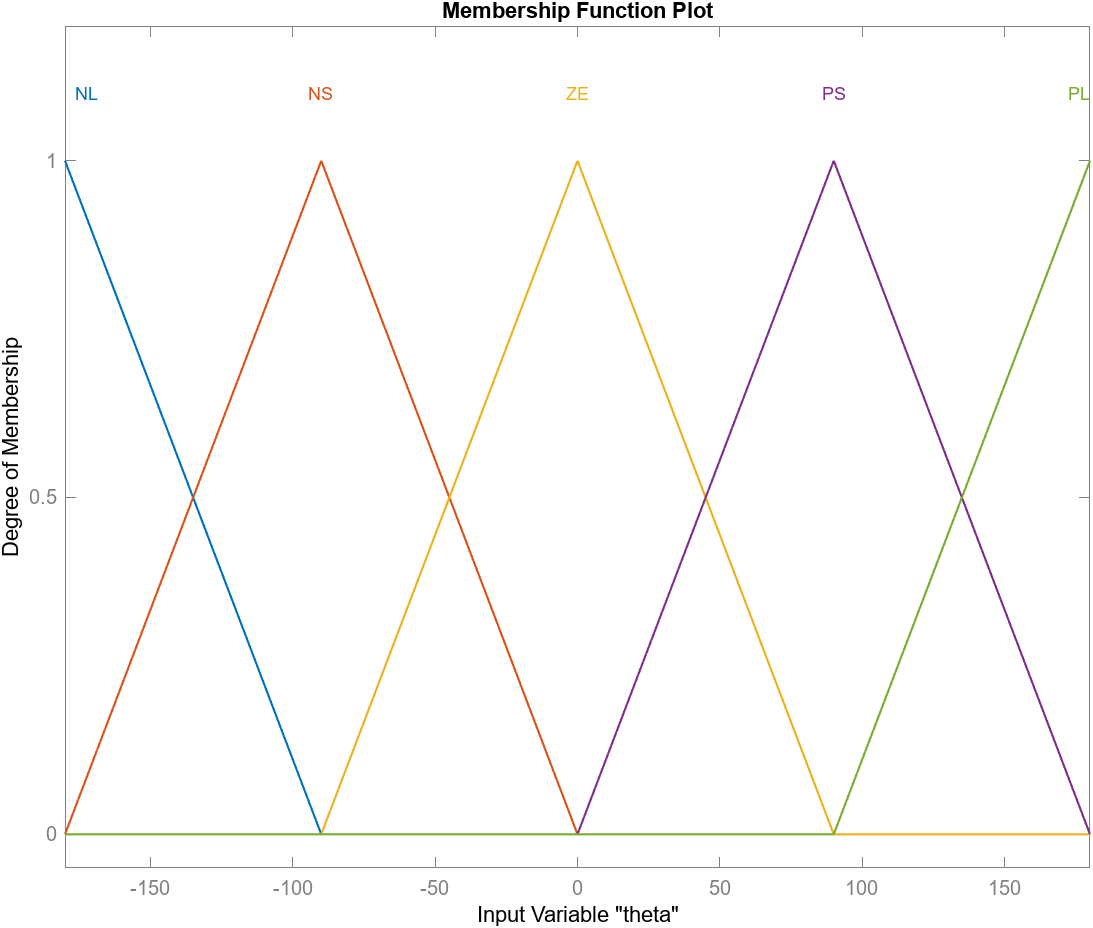 Membership Function Plot
NL NS ZE PS PL
1
0.5
0
Degree of Membership
-150 -100 -50 0 50 100 150
Input Variable "theta"